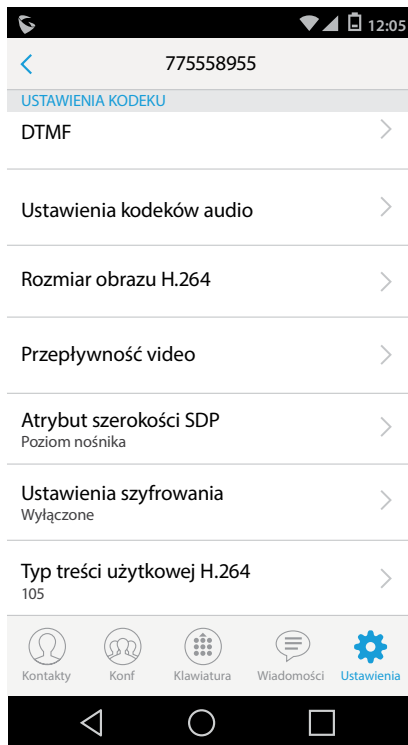 12:05
775558955
USTAWIENIA KODEKU
DTMF
Ustawienia kodeków audio
Rozmiar obrazu H.264
Przepływność video
Atrybut szerokości SDP
Poziom nośnika
Ustawienia szyfrowania
Wyłączone
Typ treści użytkowej H.264
105
Kontakty Konf Klawiatura Wiadomości Ustawienia